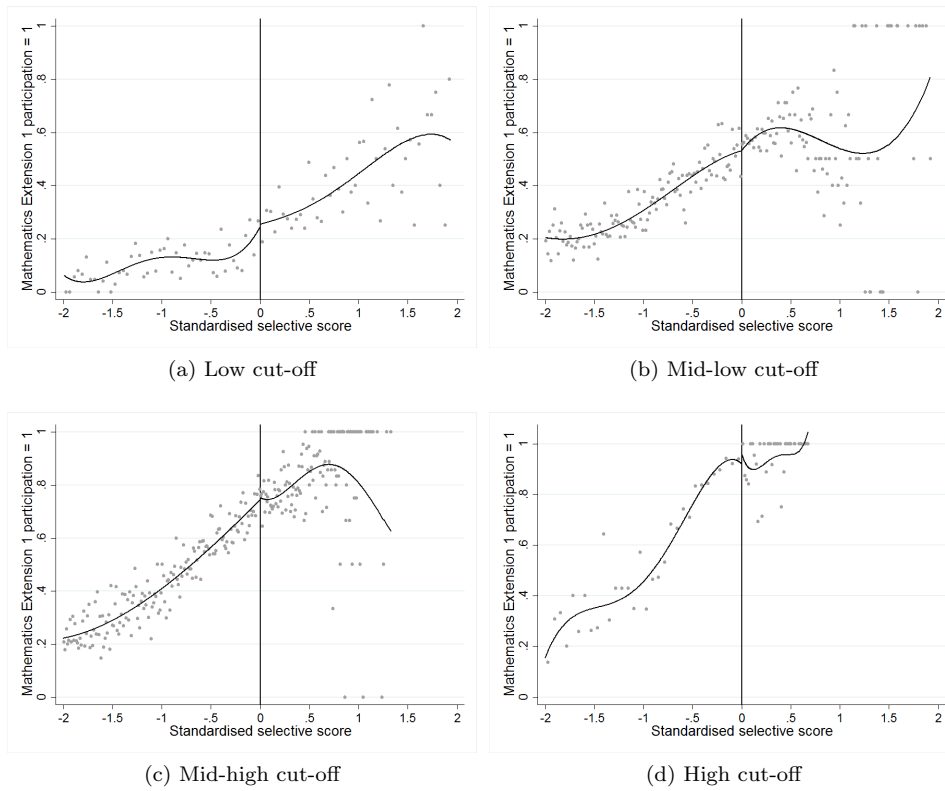 Mathematics Extension 1 participation = 1
1
.8
.6
.4
.2
0
-2 -1.5 -1 -.5 0 .5 1 1.5 2
Standardised selective score
(a) Low cut-off
Mathematics Extension 1 participation = 1
1
.8
.6
.4
.2
0
-2 -1.5 -1 -.5 0 .5 1 1.5 2
Standardised selective score
(b) Mid-low cut-off
Mathematics Extension 1 participation = 1
1
.8
.6
.4
.2
0
-2 -1.5 -1 -.5 0 .5 1 1.5 2
Standardised selective score
(c) Mid-high cut-off
Mathematics Extension 1 participation = 1
1
.8
.6
.4
.2
0
-2 -1.5 -1 -.5 0 .5 1 1.5 2
Standardised selective score
(d) High cut-off